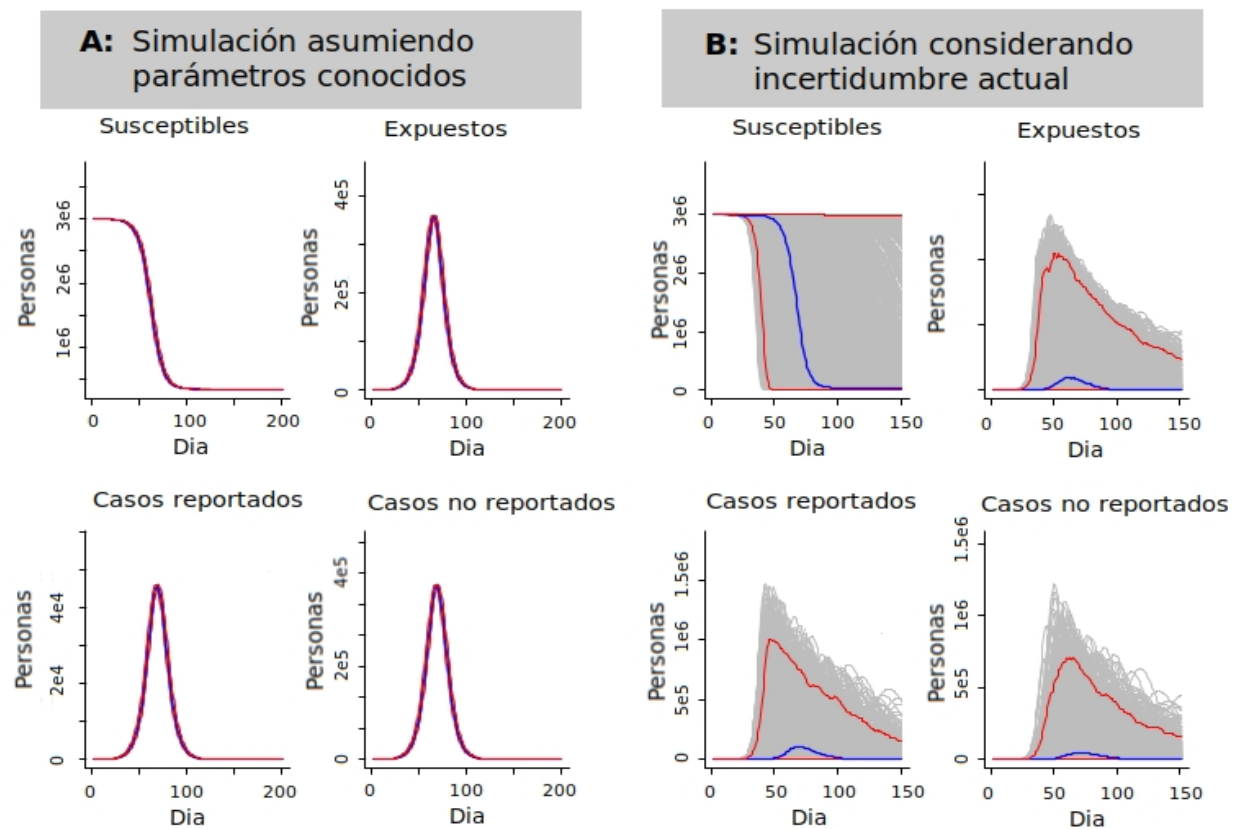 A: Simulación asumiendo
parámetros conocidos
Susceptibles
Expuestos
Personas
3e6
2e6
1e6
0
100
200
Dia
Personas
4e5
2e5
0
0
100
200
Dia
Casos reportados
Casos no reportados
Personas
4e4
2e4
0
0
100
200
Dia
Personas
4e5
2e5
0
0
100
200
Dia
B: Simulación considerando
incertidumbre actual
Susceptibles
Expuestos
Personas
3e6
2e6
1e6
0
0
50
100
150
Dia
Personas
0
50
100
150
Dia
Casos reportados
Casos no reportados
Personas
1.5e6
1e6
5e5
0
0
50
100
150
Dia
Personas
1.5e6
1e6
5e5
0
0
50
100
150
Dia